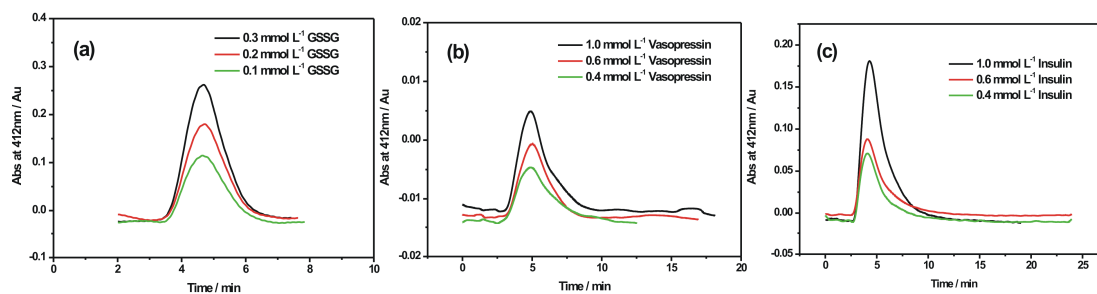 (a)
0.3 mmol L-1 GSSG
0.2 mmol L-1 GSSG
0.1 mmol L-1 GSSG
Abs at 412nm / Au
0.4
0.3
0.2
0.1
0.0
-0.1
0
2
4
6
8
10
Time / min
(b)
1.0 mmol L-1 Vasopressin
0.6 mmol L-1 Vasopressin
0.4 mmol L-1 Vasopressin
Abs at 412nm / Au
0.02
0.01
0.00
-0.01
-0.02
0
5
10
15
20
Time / min
(c)
1.0 mmol L-1 Insulin
0.6 mmol L-1 Insulin
0.4 mmol L-1 Insulin
Abs at 412nm / Au
0.25
0.20
0.15
0.10
0.05
0.00
-0.05
0
5
10
15
20
25
Time / min